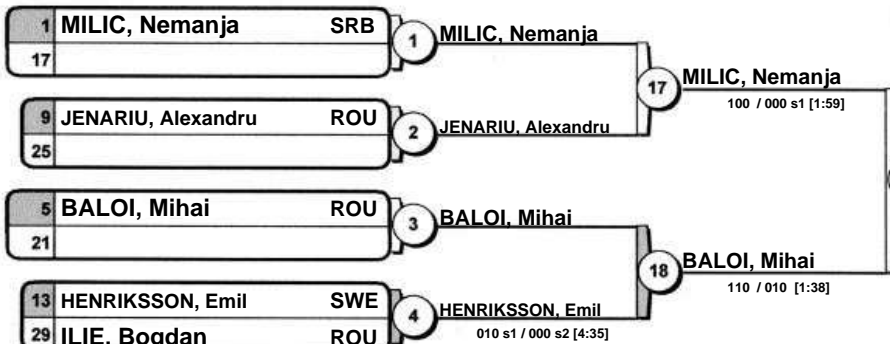 1 MILIC, Nemanja SRB
17
1
MILIC, Nemanja
17
MILIC, Nemanja
100 / 000 s1 [1:59]
9 JENARIU, Alexandru ROU
25
2
JENARIU, Alexandru
5 BALOI, Mihai ROU
21
3
BALOI, Mihai
18
BALOI, Mihai
110 / 010 [1:38]
13 HENRIKSSON, Emil SWE
29 ILIE, Bogdan ROU
4
HENRIKSSON, Emil
010 s1 / 000 s2 [4:35]